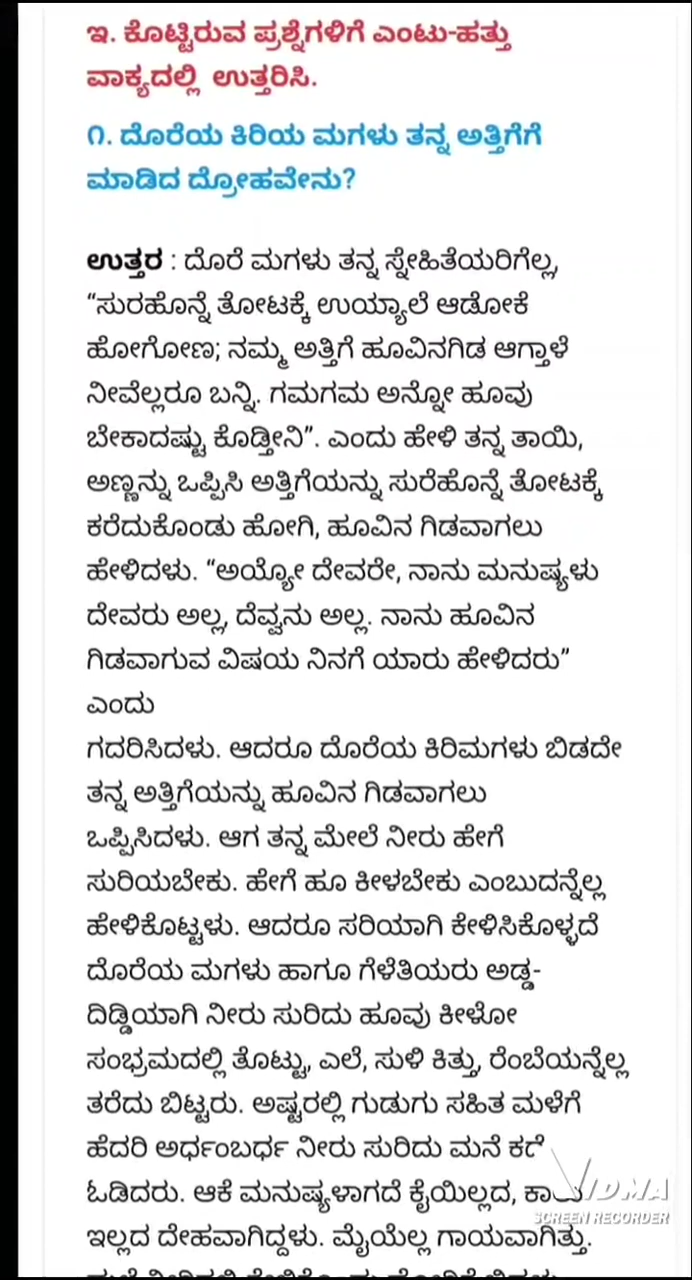 ಇ. ಕೊಟ್ಟಿರುವ ಪ್ರಶ್ನೆಗಳಿಗೆ ಎಂಟು-ಹತ್ತು
ವಾಕ್ಯದಲ್ಲಿ ಉತ್ತರಿಸಿ.
೧. ದೊರೆಯ ಕಿರಿಯ ಮಗಳು ತನ್ನ ಅತ್ತಿಗೆಗೆ
ಮಾಡಿದ ದ್ರೋಹವೇನು?
ಉತ್ತರ : ದೊರೆ ಮಗಳು ತನ್ನ ಸ್ನೇಹಿತೆಯರಿಗೆಲ್ಲ,
“ಸುರಹೊನ್ನೆ ತೋಟಕ್ಕೆ ಉಯ್ಯಾಲೆ ಆಡೋಕೆ
ಹೋಗೋಣ; ನಮ್ಮ ಅತ್ತಿಗೆ ಹೂವಿನಗಿಡ ಆಗ್ತಾಳೆ
ನೀವೆಲ್ಲರೂ ಬನ್ನಿ. ಗಮಗಮ ಅನ್ನೋ ಹೂವು
ಬೇಕಾದಷ್ಟು ಕೊಡ್ತೀನಿ”. ಎಂದು ಹೇಳಿ ತನ್ನ ತಾಯಿ,
ಅಣ್ಣನ್ನು ಒಪ್ಪಿಸಿ ಅತ್ತಿಗೆಯನ್ನು ಸುರೆಹೊನ್ನೆ ತೋಟಕ್ಕೆ
ಕರೆದುಕೊಂಡು ಹೋಗಿ, ಹೂವಿನ ಗಿಡವಾಗಲು
ಹೇಳಿದಳು. “ಅಯ್ಯೋ ದೇವರೇ, ನಾನು ಮನುಷ್ಯಳು
ದೇವರು ಅಲ್ಲ, ದೆವ್ವನು ಅಲ್ಲ. ನಾನು ಹೂವಿನ
ಗಿಡವಾಗುವ ವಿಷಯ ನಿನಗೆ ಯಾರು ಹೇಳಿದರು”
ಎಂದು
ಗದರಿಸಿದಳು. ಆದರೂ ದೊರೆಯ ಕಿರಿಮಗಳು ಬಿಡದೇ
ತನ್ನ ಅತ್ತಿಗೆಯನ್ನು ಹೂವಿನ ಗಿಡವಾಗಲು
ಒಪ್ಪಿಸಿದಳು. ಆಗ ತನ್ನ ಮೇಲೆ ನೀರು ಹೇಗೆ
ಸುರಿಯಬೇಕು. ಹೇಗೆ ಹೂ ಕೀಳಬೇಕು ಎಂಬುದನ್ನೆಲ್ಲ
ಹೇಳಿಕೊಟ್ಟಳು. ಆದರೂ ಸರಿಯಾಗಿ ಕೇಳಿಸಿಕೊಳ್ಳದೆ
ದೊರೆಯ ಮಗಳು ಹಾಗೂ ಗೆಳೆತಿಯರು ಅಡ್ಡ-
ದಿಡ್ಡಿಯಾಗಿ ನೀರು ಸುರಿದು ಹೂವು ಕೀಳೋ
ಸಂಭ್ರಮದಲ್ಲಿ ತೊಟ್ಟು, ಎಲೆ, ಸುಳಿ ಕಿತ್ತು, ರೆಂಬೆಯನ್ನೆಲ್ಲ
ತರೆದು ಬಿಟ್ಟರು. ಅಷ್ಟರಲ್ಲಿ ಗುಡುಗು ಸಹಿತ ಮಳೆಗೆ
ಹೆದರಿ ಅರ್ಧಂಬರ್ಧ ನೀರು ಸುರಿದು ಮನೆ ಕಡೆ
ಓಡಿದರು. ಆಕೆ ಮನುಷ್ಯಳಾಗದೆ ಕೈಯಿಲ್ಲದ,
ಇಲ್ಲದ ದೇಹವಾಗಿದ್ದಳು. ಮೈಯೆಲ್ಲ ಗಾಯವಾಗಿತ್ತು.
VIDMA
SCREEN RECORDER